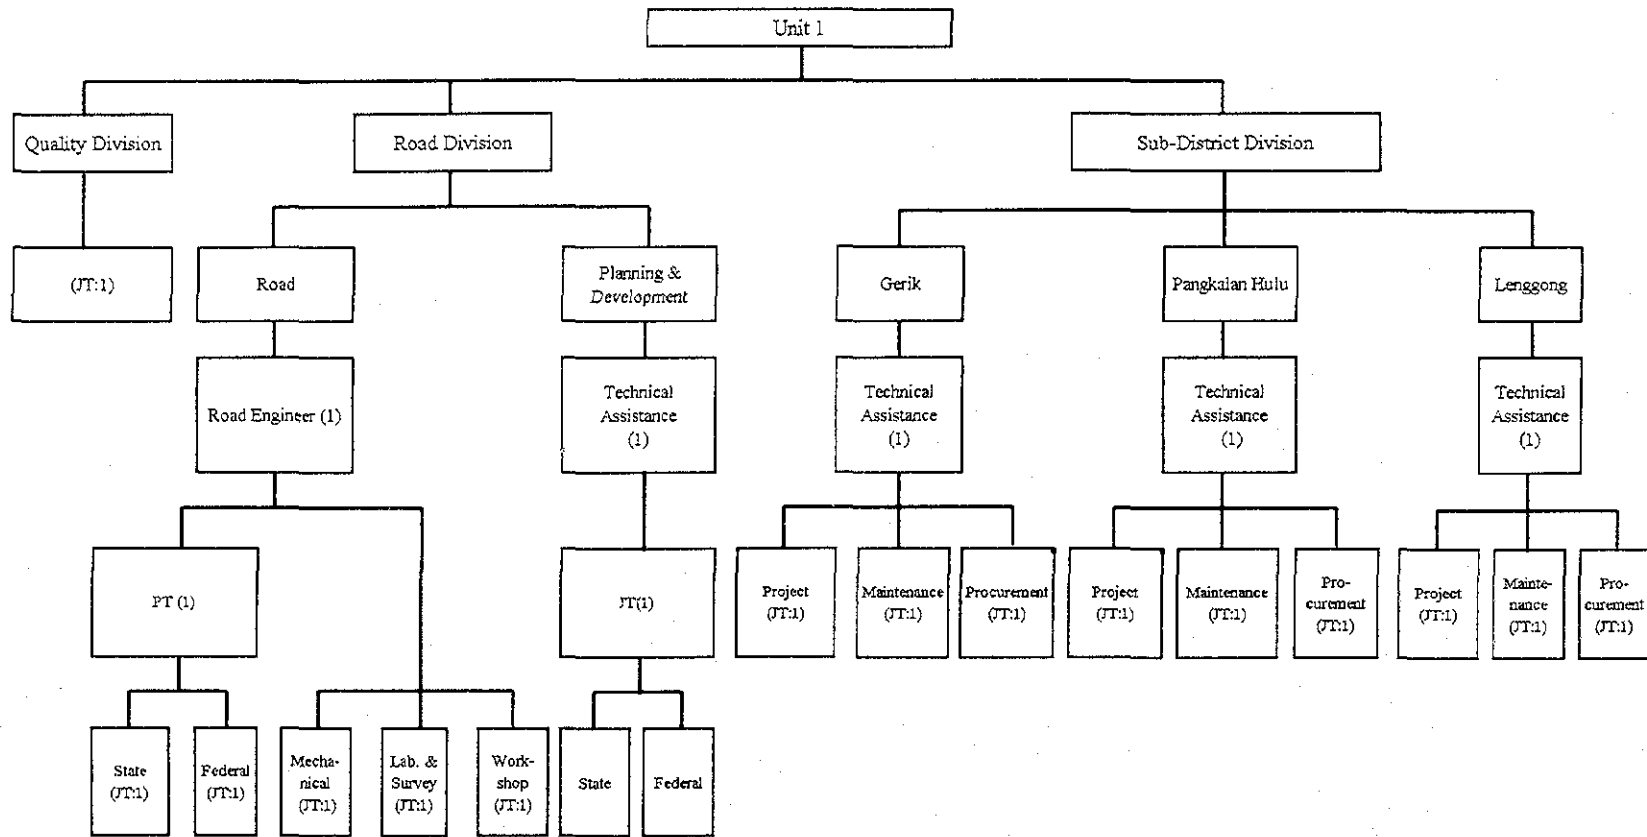 Unit 1
Quality Division
Road Division
Sub-District Division
(JT:1)
Road
Planning &
Development
Gerik
Pangkalan Hulu
Lenggong
Road Engineer (1)
Technical
Assistance
(1)
Technical
Assistance
(1)
Technical
Assistance
(1)
Technical
Assistance
(1)
PT (1)
JT(1)
Project
(JT:1)
Maintenance
(JT:1)
Procurement
(JT:1)
Project
(JT:1)
Maintenance
(JT:1)
Pro-
curement
(JT:1)
Project
(JT:1)
Mainte-
nance
(JT:1)
Pro-
curement
(JT:1)
State
(JT:1)
Federal
(JT:1)
Mecha-
nical
(JT:1)
Lab. &
Survey
(JT:1)
Work-
shop
(JT:1)
State
Federal